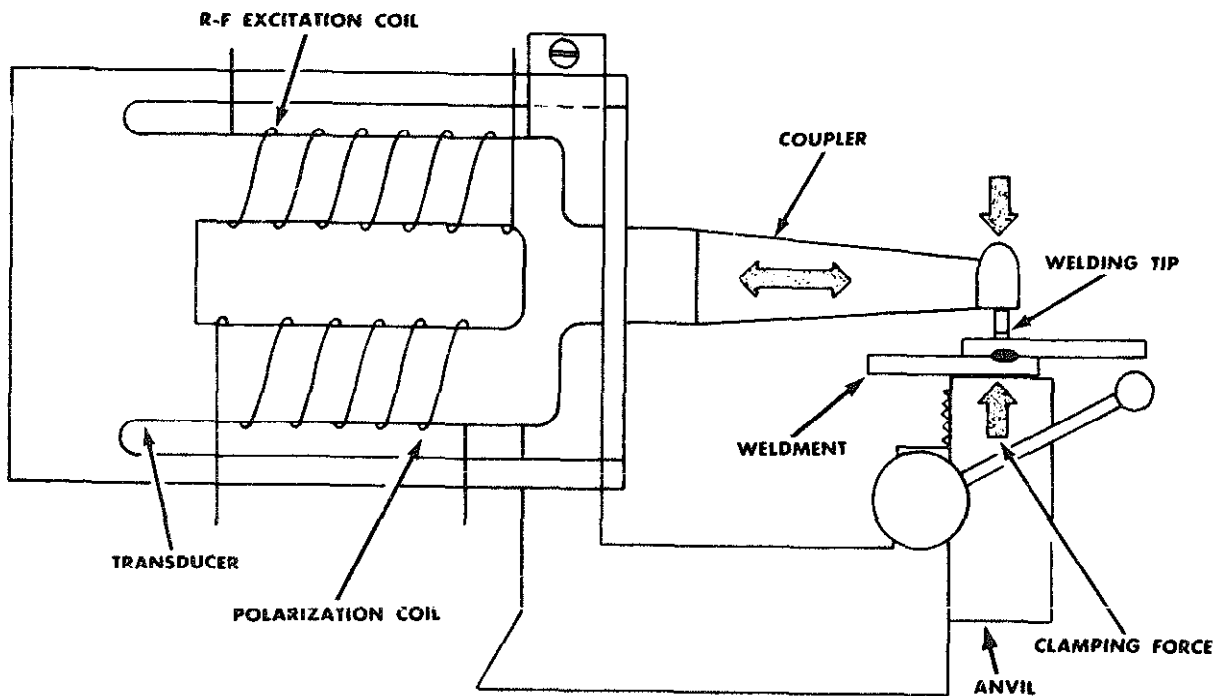 R-F EXCITATION COIL
COUPLER
WELDING TIP
WELDMENT
TRANSDUCER
POLARIZATION COIL
CLAMPING FORCE
ANVIL